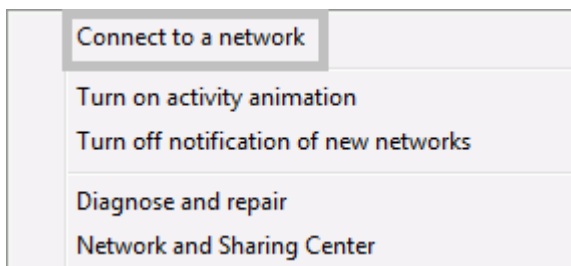 Connect to a network
Turn on activity animation
Turn off notification of new networks
Diagnose and repair
Network and Sharing Center